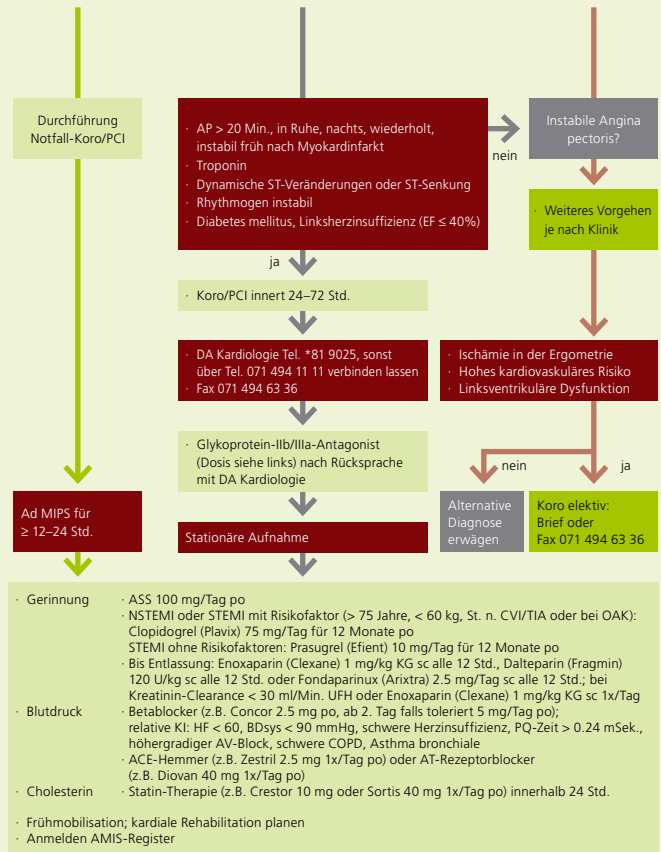 Durchführung
Notfall-Koro/PCI
· AP > 20 Min., in Ruhe, nachts, wiederholt,
instabil früh nach Myokardinfarkt
· Troponin
· Dynamische ST-Veränderungen oder ST-Senkung
· Rhythmogen instabil
· Diabetes mellitus, Linksherzinsuffizienz (EF ≤ 40%)
nein
Instabile Angina
pectoris?
· Weiteres Vorgehen
je nach Klinik
ja
· Koro/PCI innert 24–72 Std.
· DA Kardiologie Tel. *81 9025, sonst
über Tel. 071 494 11 11 verbinden lassen
· Fax 071 494 63 36
· Ischämie in der Ergometrie
· Hohes kardiovaskuläres Risiko
· Linksventrikuläre Dysfunktion
· Glykoprotein-IIb/IIIa-Antagonist
(Dosis siehe links) nach Rücksprache
mit DA Kardiologie
nein
ja
Ad MIPS für
≥ 12–24 Std.
Stationäre Aufnahme
Alternative
Diagnose
erwägen
Koro elektiv:
Brief oder
Fax 071 494 63 36
· Gerinnung · ASS 100 mg/Tag po
· NSTEMI oder STEMI mit Risikofaktor (> 75 Jahre, < 60 kg, St. n. CVI/TIA oder bei OAK):
Clopidogrel (Plavix) 75 mg/Tag für 12 Monate po
STEMI ohne Risikofaktoren: Prasugrel (Efient) 10 mg/Tag für 12 Monate po
· Bis Entlassung: Enoxaparin (Clexane) 1 mg/kg KG sc alle 12 Std., Dalteparin (Fragmin)
120 U/kg sc alle 12 Std. oder Fondaparinux (Arixtra) 2.5 mg/Tag sc alle 12 Std.; bei
Kreatinin-Clearance < 30 ml/Min. UFH oder Enoxaparin (Clexane) 1 mg/kg KG sc 1x/Tag
· Blutdruck · Betablocker (z.B. Concor 2.5 mg po, ab 2. Tag falls toleriert 5 mg/Tag po);
relative KI: HF < 60, BDsys < 90 mmHg, schwere Herzinsuffizienz, PQ-Zeit > 0.24 mSek.,
höhergradiger AV-Block, schwere COPD, Asthma bronchiale
· ACE-Hemmer (z.B. Zestril 2.5 mg 1x/Tag po) oder AT-Rezeptorblocker
(z.B. Diovan 40 mg 1x/Tag po)
· Cholesterin · Statin-Therapie (z.B. Crestor 10 mg oder Sortis 40 mg 1x/Tag po) innerhalb 24 Std.
· Frühmobilisation; kardiale Rehabilitation planen
· Anmelden AMIS-Register